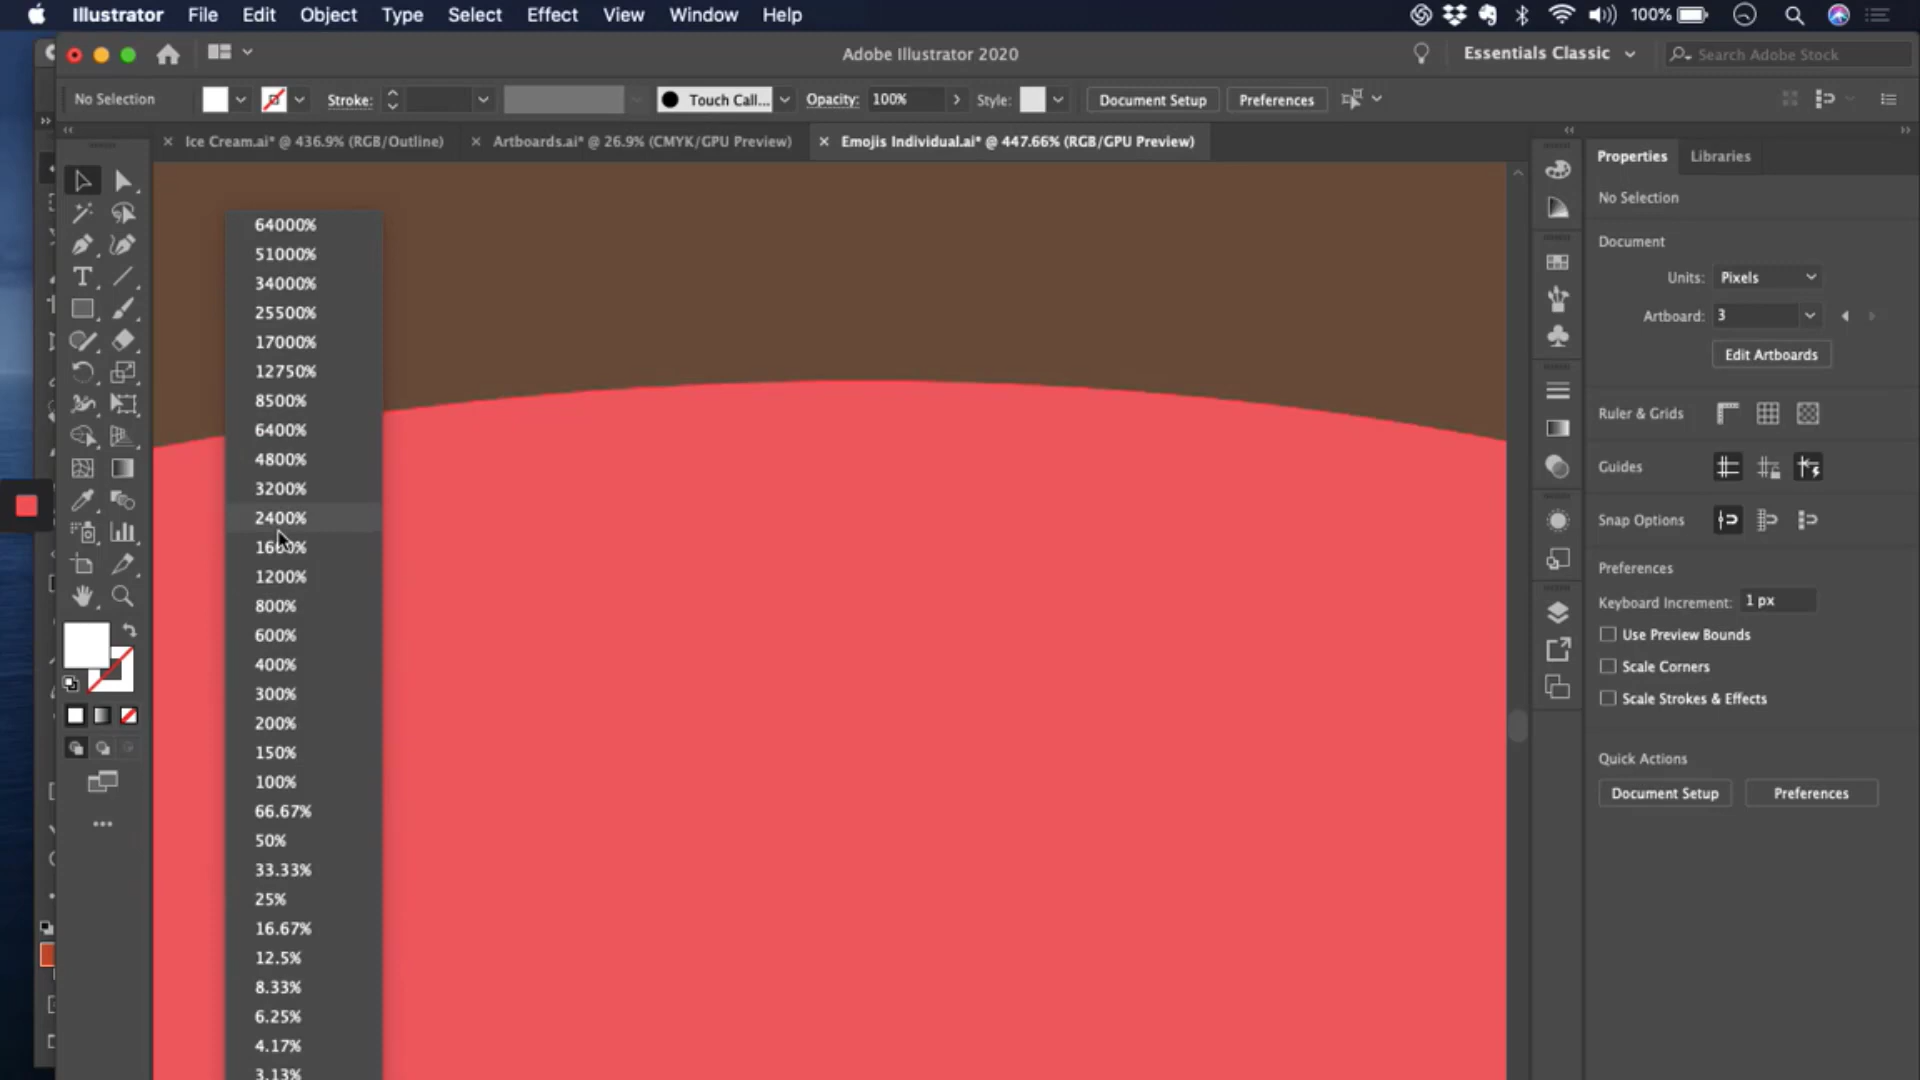 Illustrator File Edit Object Type Select Effect View Window Help 100%
Adobe Illustrator 2020 Essentials Classic Search Adobe Stock
No Selection Stroke: Touch Call... Opacity: 100% Style: Document Setup Preferences
Ice Cream.ai* @ 436.9% (RGB/Outline) Artboards.ai* @ 26.9% (CMYK/GPU Preview) Emojis Individual.ai* @ 447.66% (RGB/GPU Preview)
Properties Libraries
No Selection
Document
Units: Pixels
Artboard: 3
Edit Artboards
Ruler & Grids
Guides
Snap Options
Preferences
Keyboard Increment: 1 px
Use Preview Bounds
Scale Corners
Scale Strokes & Effects
Quick Actions
Document Setup Preferences
64000%
51000%
34000%
25500%
17000%
12750%
8500%
6400%
4800%
3200%
2400%
1600%
1200%
800%
600%
400%
300%
200%
150%
100%
66.67%
50%
33.33%
25%
16.67%
12.5%
8.33%
6.25%
4.17%
3.13%